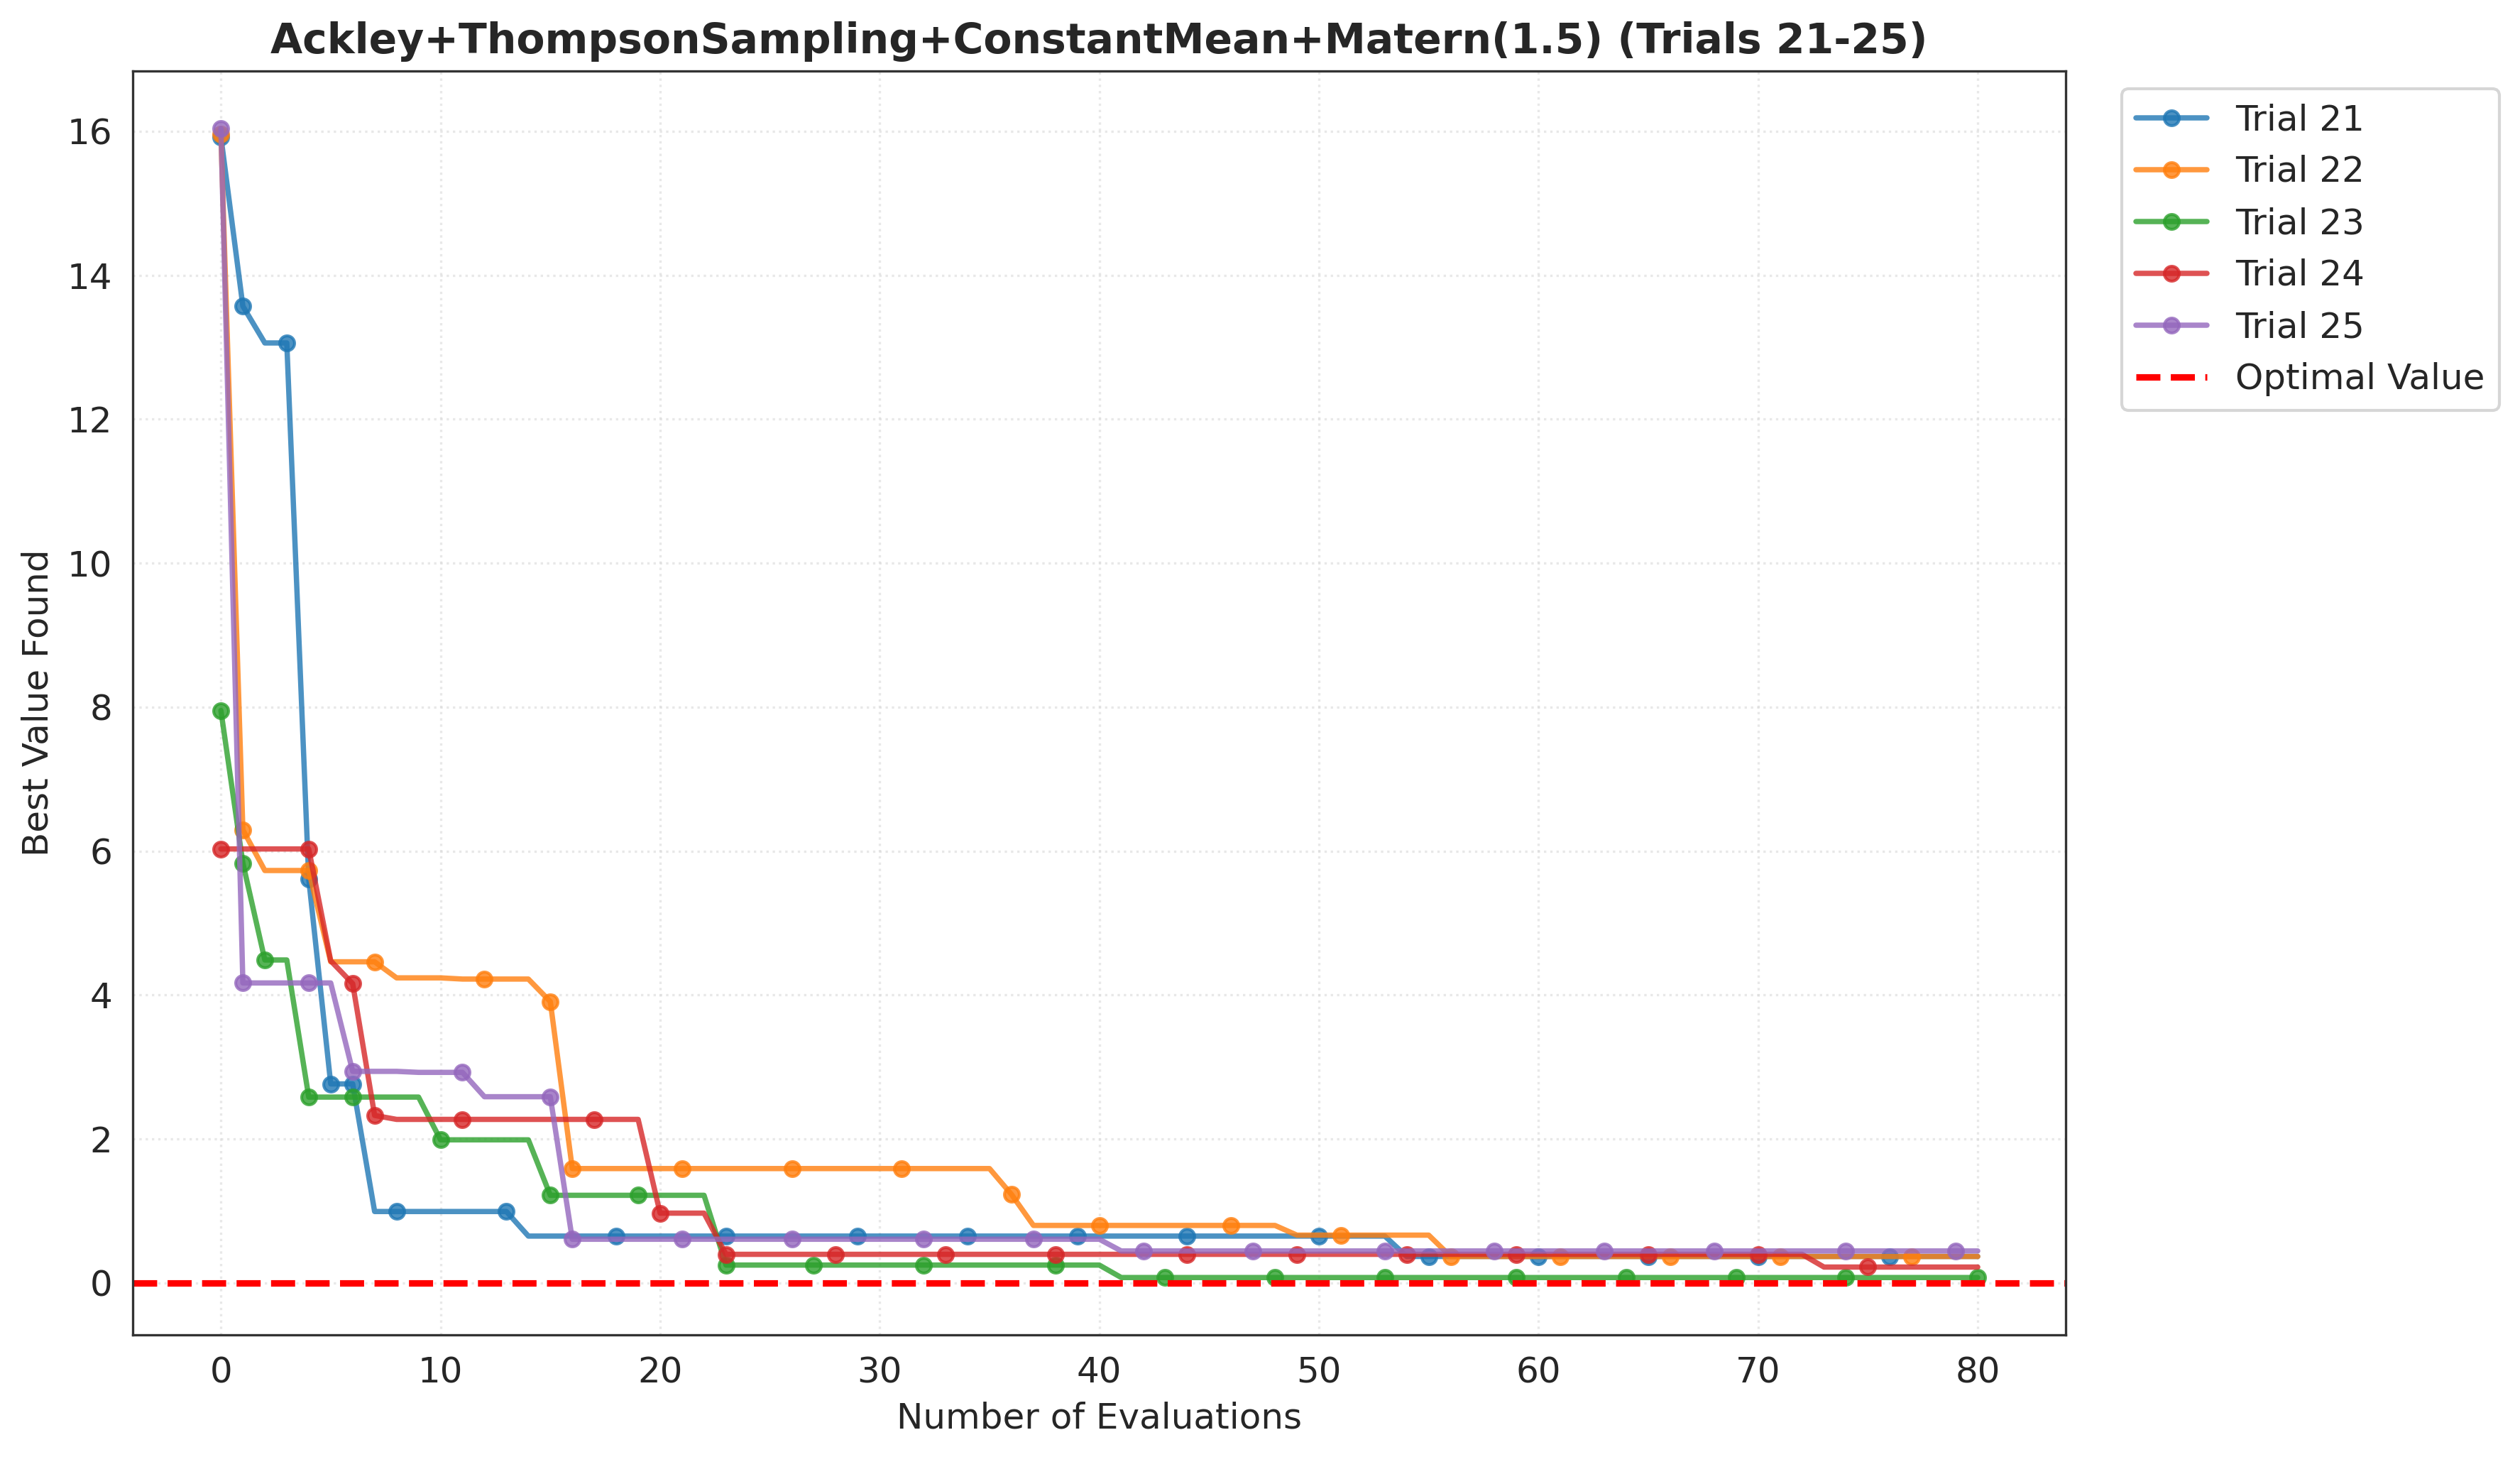 Ackley+ThompsonSampling+ConstantMean+Matern(1.5) (Trials 21-25)
Best Value Found
16
14
12
10
8
6
4
2
0
0 10 20 30 40 50 60 70 80
Number of Evaluations
Trial 21
Trial 22
Trial 23
Trial 24
Trial 25
Optimal Value